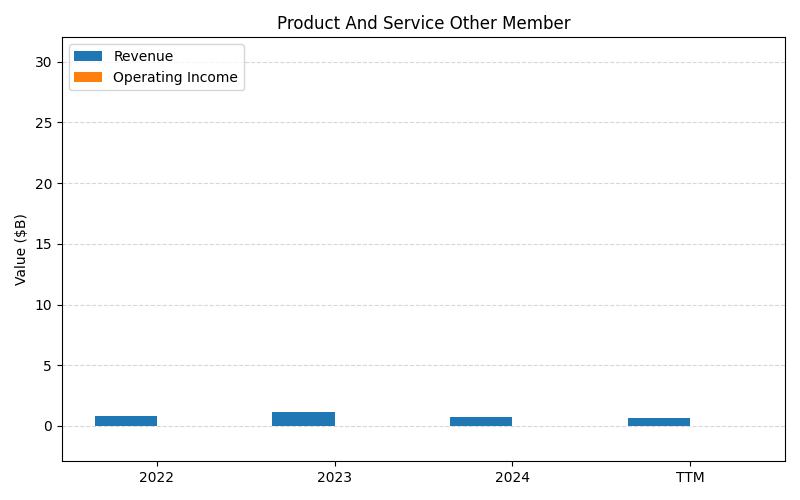 Product And Service Other Member
Revenue
Operating Income
Value ($B)
30
25
20
15
10
5
0
2022
2023
2024
TTM